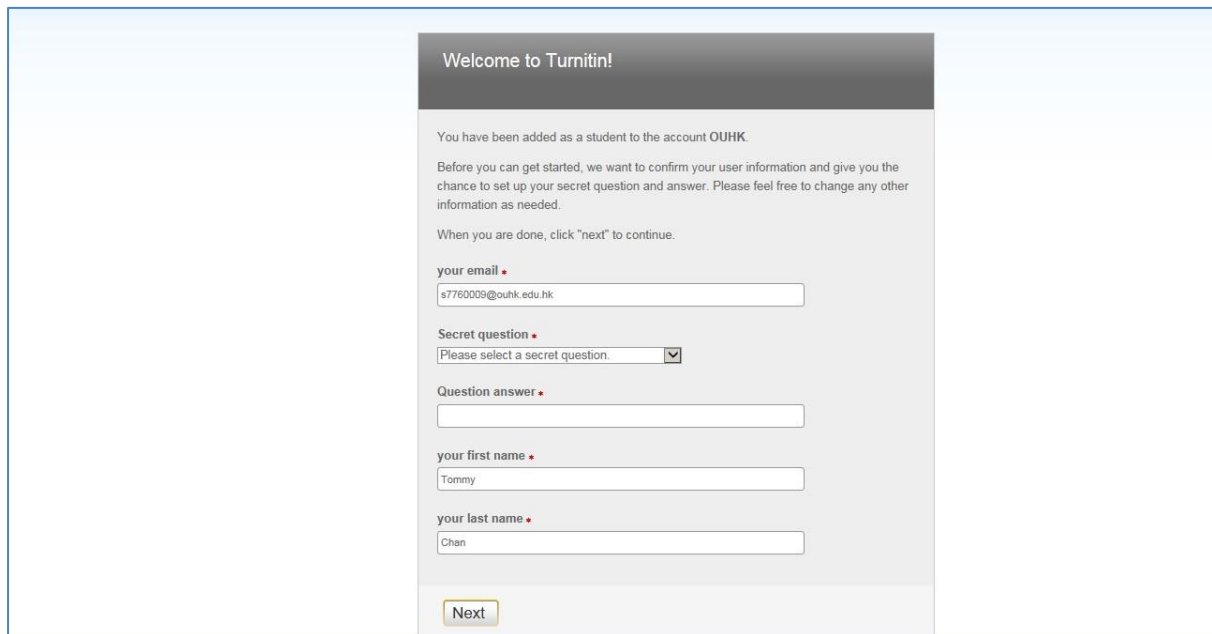 Welcome to Turnitin!
You have been added as a student to the account OUHK.
Before you can get started, we want to confirm your user information and give you the
chance to set up your secret question and answer. Please feel free to change any other
information as needed.
When you are done, click "next" to continue.
your email *
s7760009@ouhk.edu.hk
Secret question *
Please select a secret question.
Question answer *
your first name *
Tommy
your last name *
Chan
Next